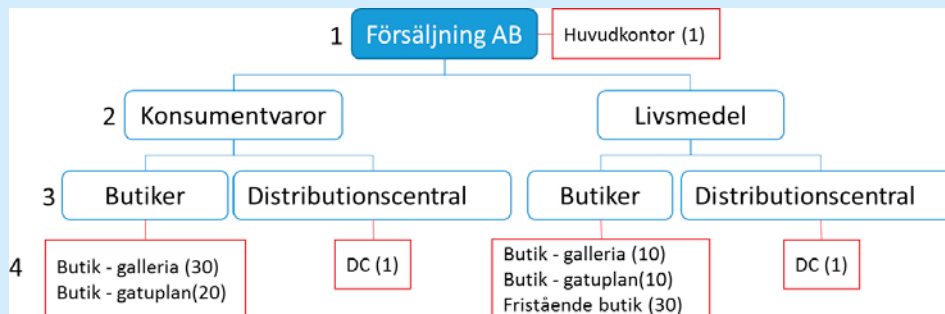 1 Försäljning AB Huvudkontor (1)
2 Konsumentvaror Livsmedel
3 Butiker Distributionscentral Butiker Distributionscentral
4
Butik - galleria (30)
Butik - gatuplan(20)
DC (1)
Butik - galleria (10)
Butik - gatuplan(10)
Fristående butik (30)
DC (1)